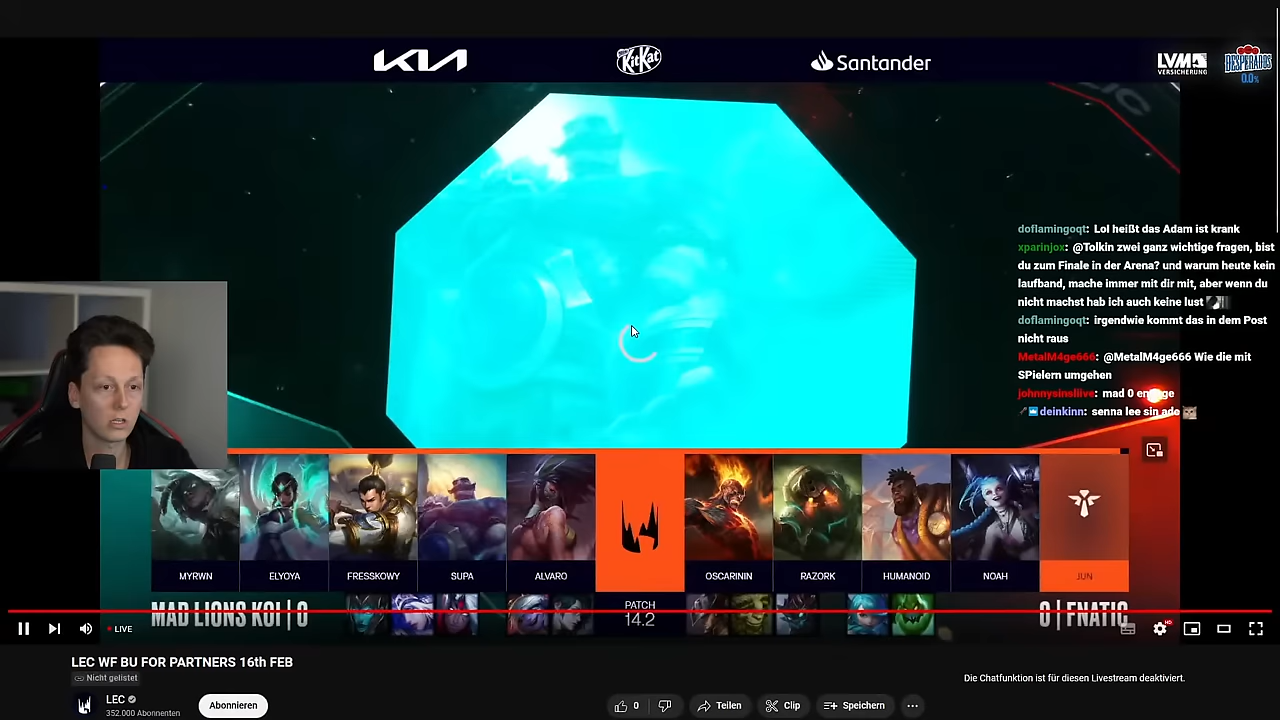 KIA
Nestlé KitKat
Santander
LVM
VERSICHERUNG
DESPERADOS
0.0%
doflamingoqt: Lol heißt das Adam ist krank
xparinjox: @Tolkin zwei ganz wichtige fragen, bist
du zum Finale in der Arena? und warum heute kein
laufband, mache immer mit dir mit, aber wenn du
nicht machst hab ich auch keine lust
doflamingoqt: irgendwie kommt das in dem Post
nicht raus
MetalM4ge666: @MetalM4ge666 Wie die mit
SPielern umgehen
johnnysinslive: mad 0 en ge
deinkinn: senna lee sin ado
MYRWN
ELYOYA
FRESSKOWY
SUPA
ALVARO
OSCARININ
RAZORK
HUMANOID
NOAH
JUN
MAD LIONS KOI | 0
PATCH
14.2
0 | FNATIC
LIVE
HD
LEC WF BU FOR PARTNERS 16th FEB
Nicht gelistet
Die Chatfunktion ist für diesen Livestream deaktiviert.
LEC
352.000 Abonnenten
Abonnieren
0
Teilen
Clip
Speichern